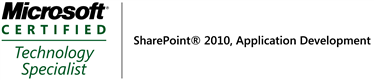 Microsoft
CERTIFIED
Technology
Specialist
SharePoint® 2010, Application Development